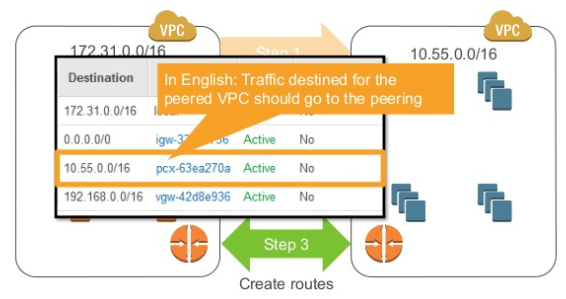 VPC
VPC
172.31.0.0/16
Step 1
10.55.0.0/16
Destination
In English: Traffic destined for the
peered VPC should go to the peering
172.31.0.0/16 No
0.0.0.0/0 Active No
10.55.0.0/16 pcx-63ea270a Active No
192.168.0.0/16 vgw-42d8e936 Active No
Step 3
Create routes